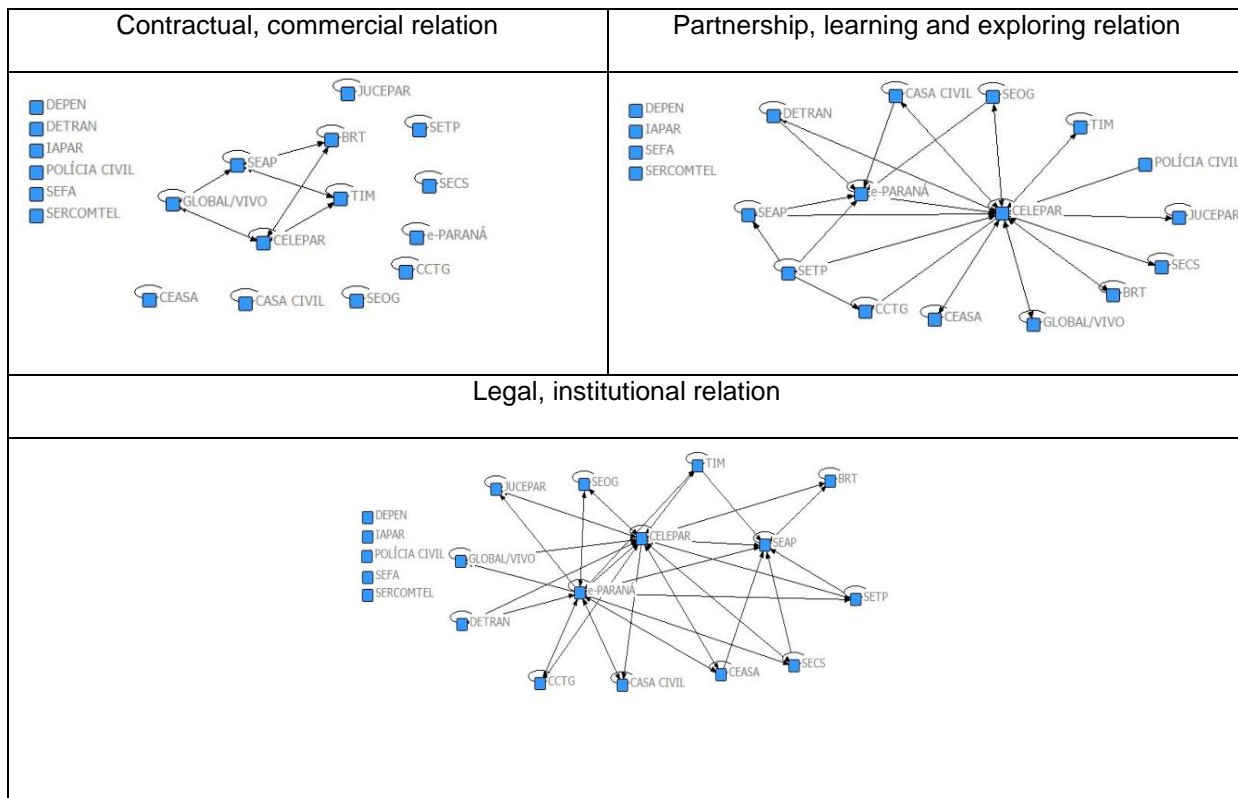 Contractual, commercial relation
Partnership, learning and exploring relation
DEPEN
DETRAN
IAPAR
POLÍCIA CIVIL
SEFA
SERCOMTEL
JUCEPAR
BRT
SETP
SEAP
SECS
TIM
GLOBAL/VIVO
e-PARANÁ
CELEPAR
CCTG
CEASA
CASA CIVIL
SEOG
DEPEN
IAPAR
SEFA
SERCOMTEL
CASA CIVIL
SEOG
DETRAN
TIM
POLÍCIA CIVIL
e-PARANÁ
SEAP
CELEPAR
JUCEPAR
SETP
SECS
BRT
CCTG
CEASA
GLOBAL/VIVO
Legal, institutional relation
TIM
JUCEPAR
SEOG
BRT
DEPEN
IAPAR
POLÍCIA CIVIL
SEFA
SERCOMTEL
CELEPAR
SEAP
GLOBAL/VIVO
e-PARANÁ
SETP
DETRAN
CCTG
CASA CIVIL
CEASA
SECS